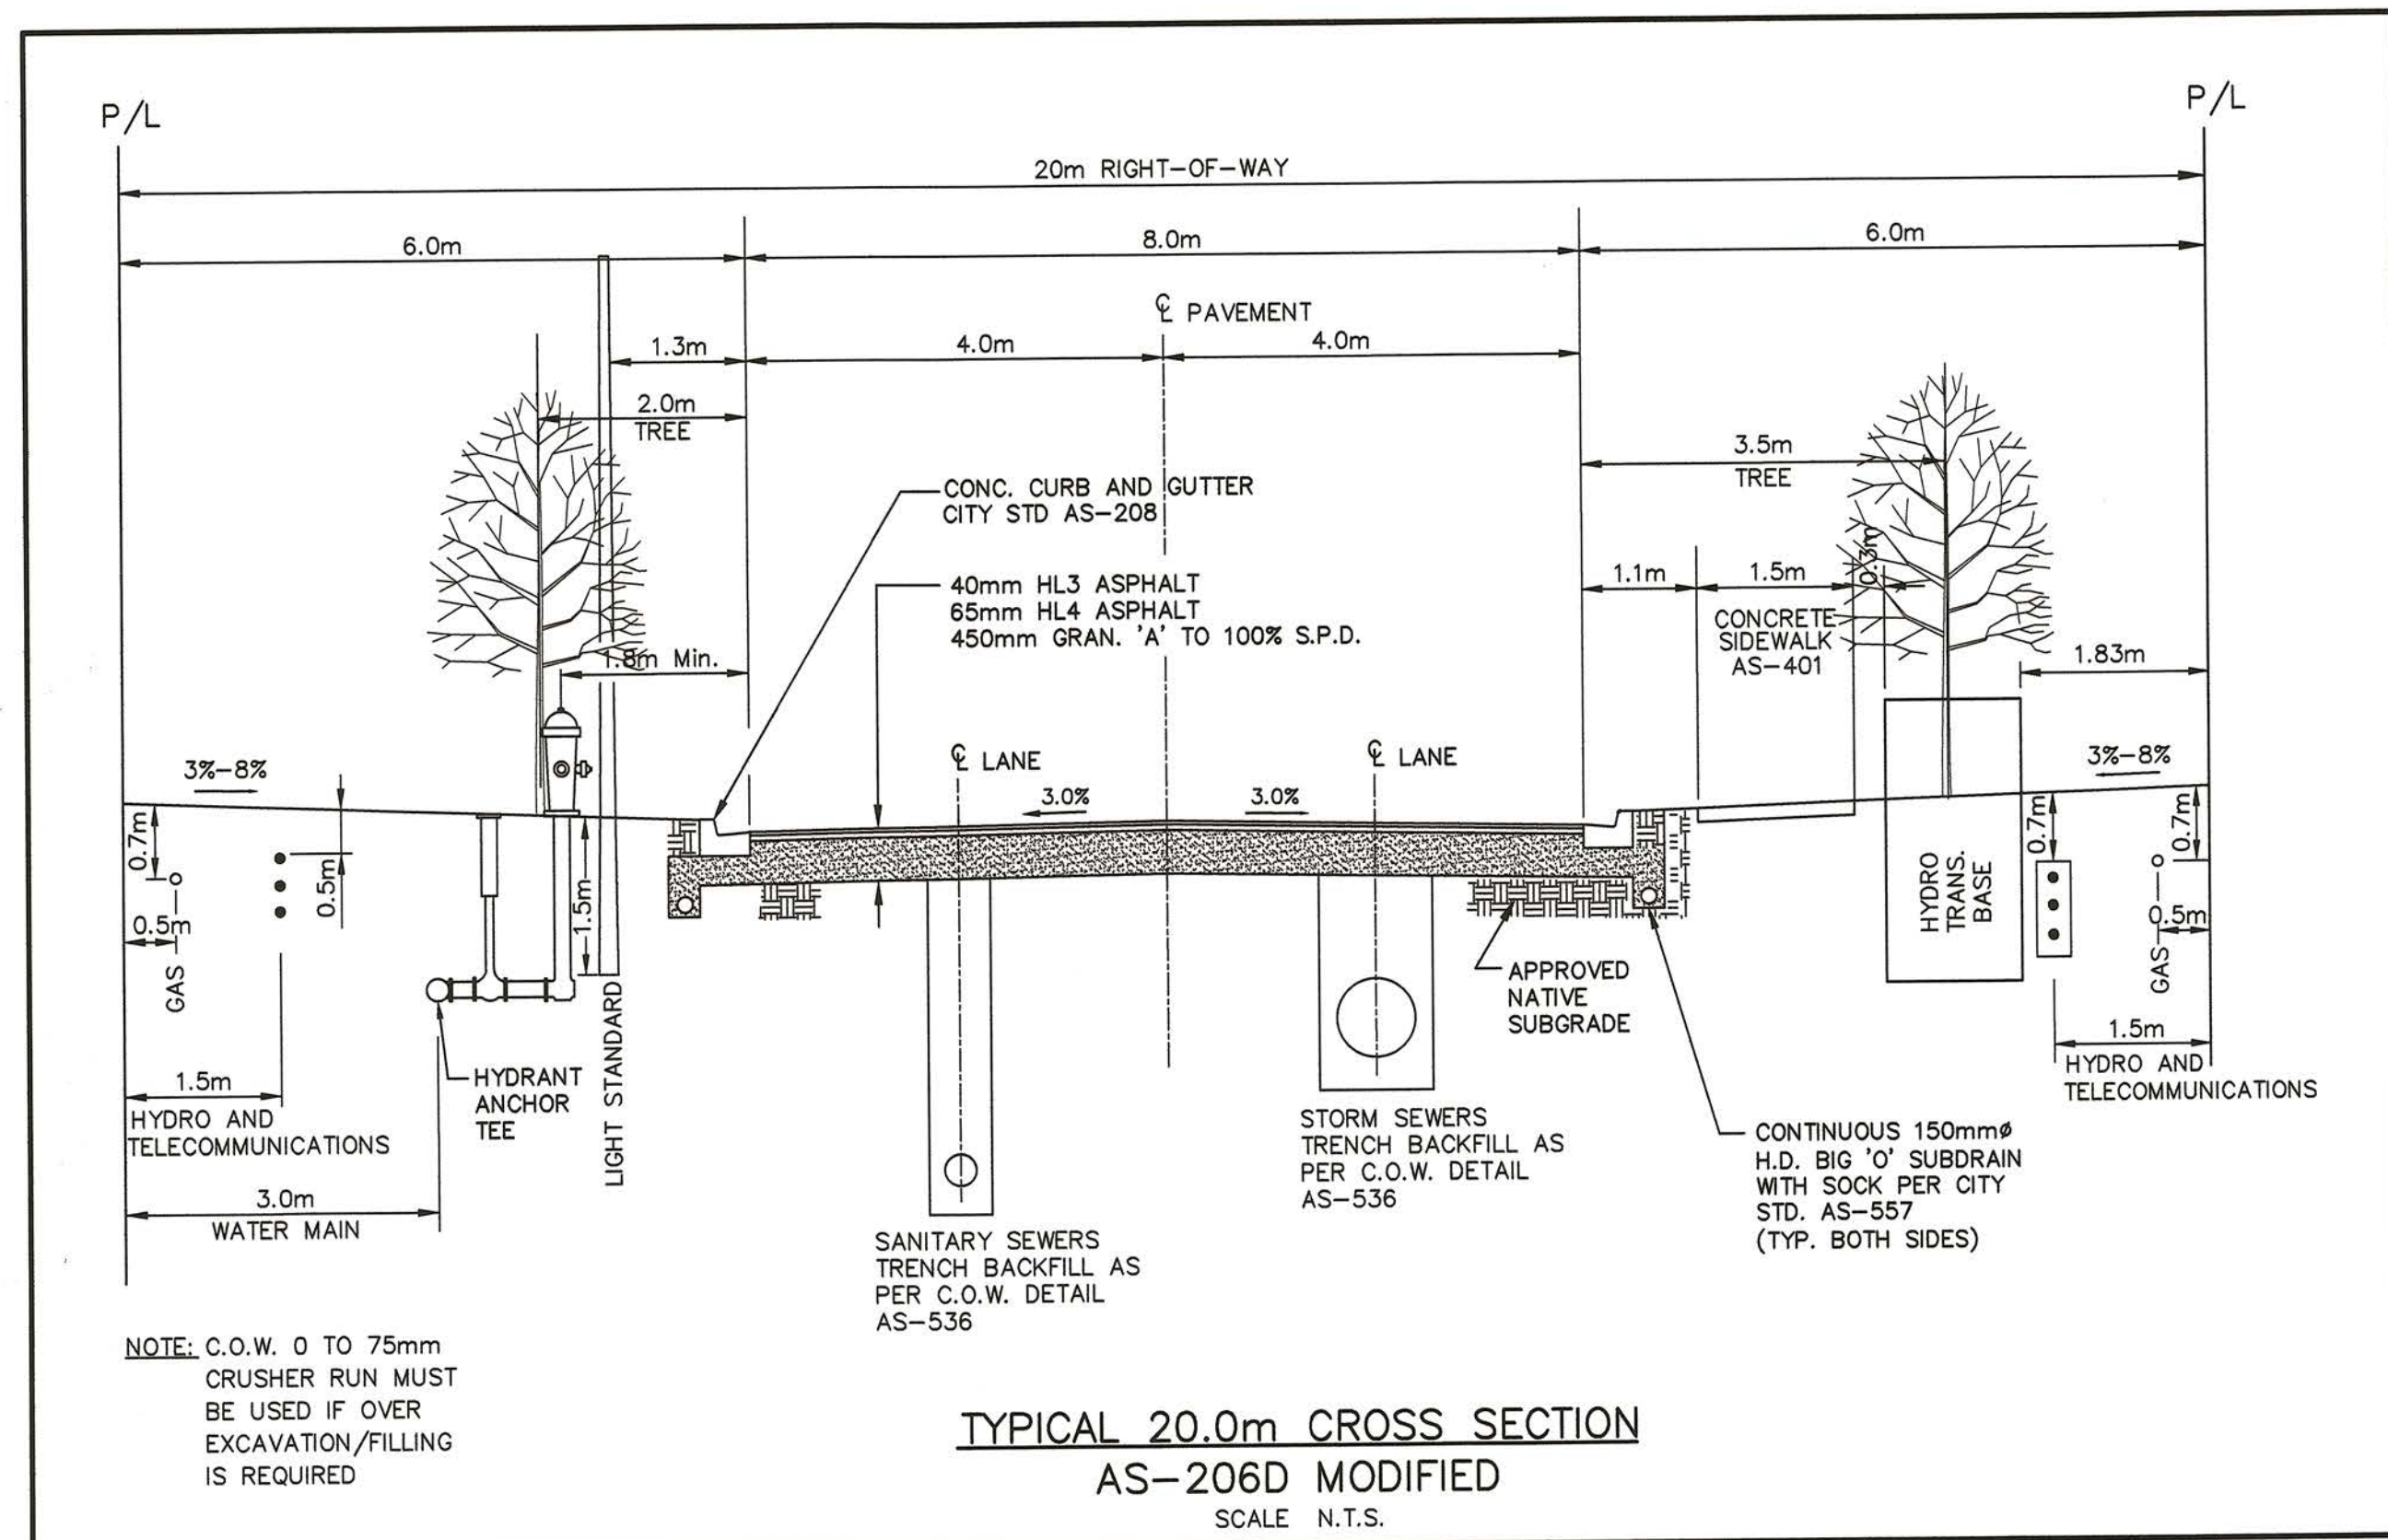 P/L
P/L
20m RIGHT-OF-WAY
6.0m
8.0m
6.0m
℄ PAVEMENT
1.3m
4.0m
4.0m
2.0m
TREE
3.5m
TREE
CONC. CURB AND GUTTER
CITY STD AS-208
40mm HL3 ASPHALT
65mm HL4 ASPHALT
450mm GRAN. 'A' TO 100% S.P.D.
1.1m
1.5m
0.3m
CONCRETE
SIDEWALK
AS-401
1.8m Min.
1.83m
℄ LANE
℄ LANE
3%-8%
3.0%
3.0%
3%-8%
0.7m
0.5m
0.5m
GAS
1.5m
LIGHT STANDARD
HYDRO
TRANS.
BASE
0.7m
0.7m
0.5m
GAS
APPROVED
NATIVE
SUBGRADE
1.5m
HYDRO AND
TELECOMMUNICATIONS
HYDRANT
ANCHOR
TEE
1.5m
HYDRO AND
TELECOMMUNICATIONS
3.0m
WATER MAIN
STORM SEWERS
TRENCH BACKFILL AS
PER C.O.W. DETAIL
AS-536
CONTINUOUS 150mmø
H.D. BIG 'O' SUBDRAIN
WITH SOCK PER CITY
STD. AS-557
(TYP. BOTH SIDES)
SANITARY SEWERS
TRENCH BACKFILL AS
PER C.O.W. DETAIL
AS-536
NOTE: C.O.W. 0 TO 75mm
CRUSHER RUN MUST
BE USED IF OVER
EXCAVATION/FILLING
IS REQUIRED
TYPICAL 20.0m CROSS SECTION
AS-206D MODIFIED
SCALE N.T.S.